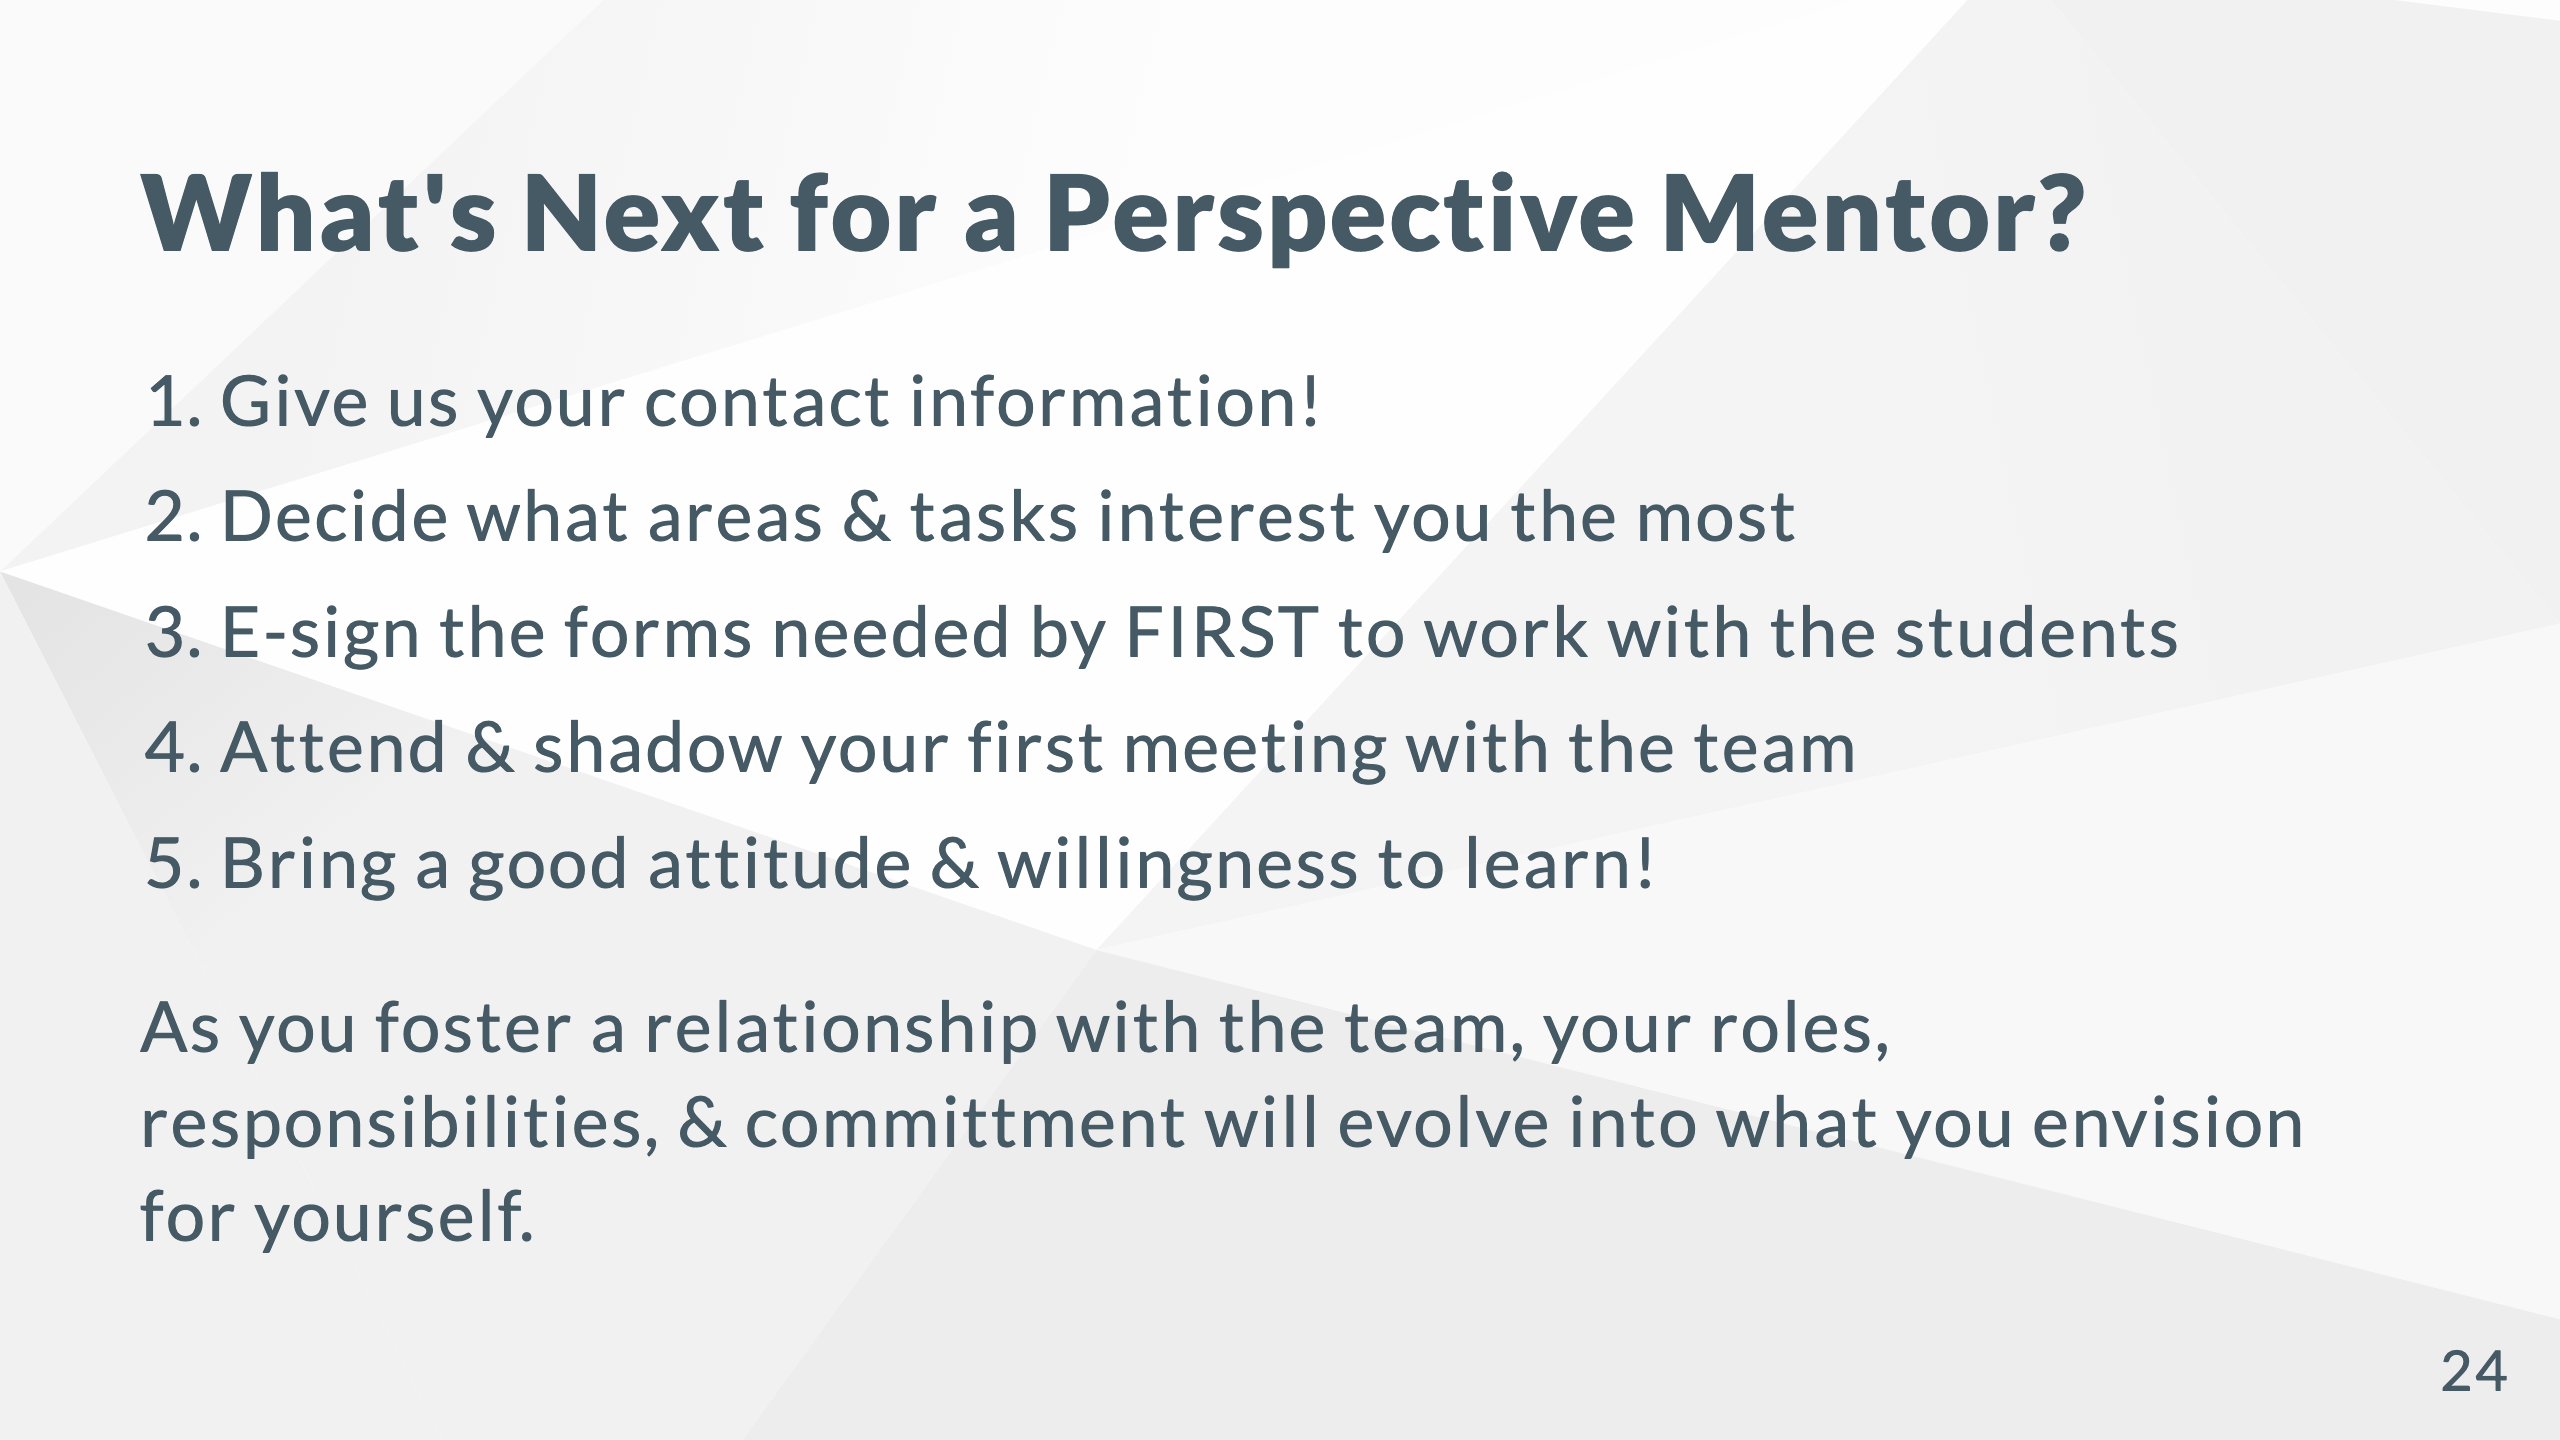 What's Next for a Perspective Mentor?
1. Give us your contact information!
2. Decide what areas & tasks interest you the most
3. E-sign the forms needed by FIRST to work with the students
4. Attend & shadow your first meeting with the team
5. Bring a good attitude & willingness to learn!
As you foster a relationship with the team, your roles,
responsibilities, & committment will evolve into what you envision
for yourself.
24